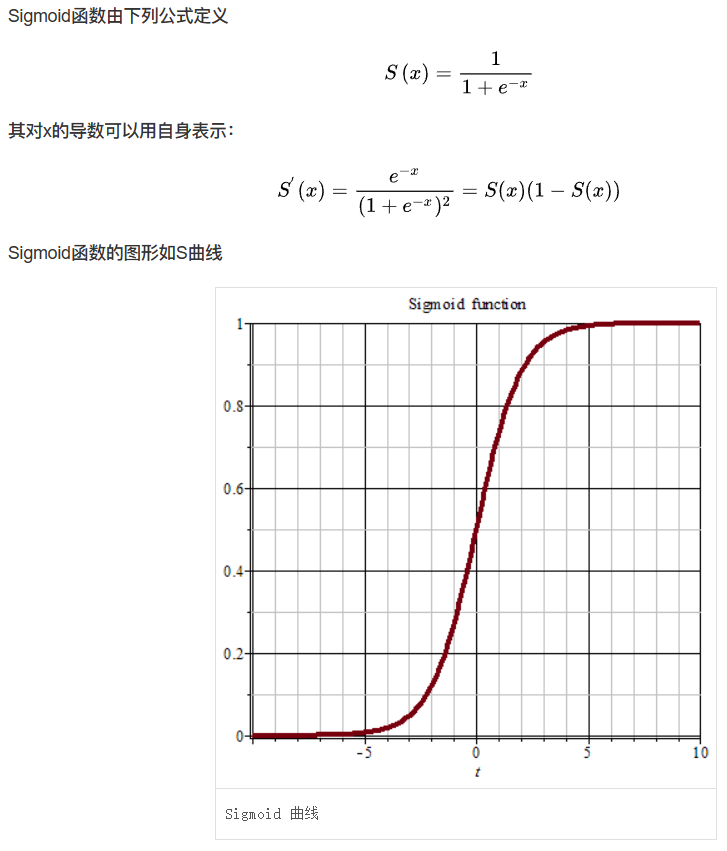 Sigmoid函数由下列公式定义
S (x) = 1 / (1 + e^{-x})
其对x的导数可以用自身表示：
S′ (x) = e^{-x} / (1 + e^{-x})^2 = S(x)(1 − S(x))
Sigmoid函数的图形如S曲线
Sigmoid function
1
0.8
0.6
0.4
0.2
0
-5 0 5 10
t
Sigmoid 曲线